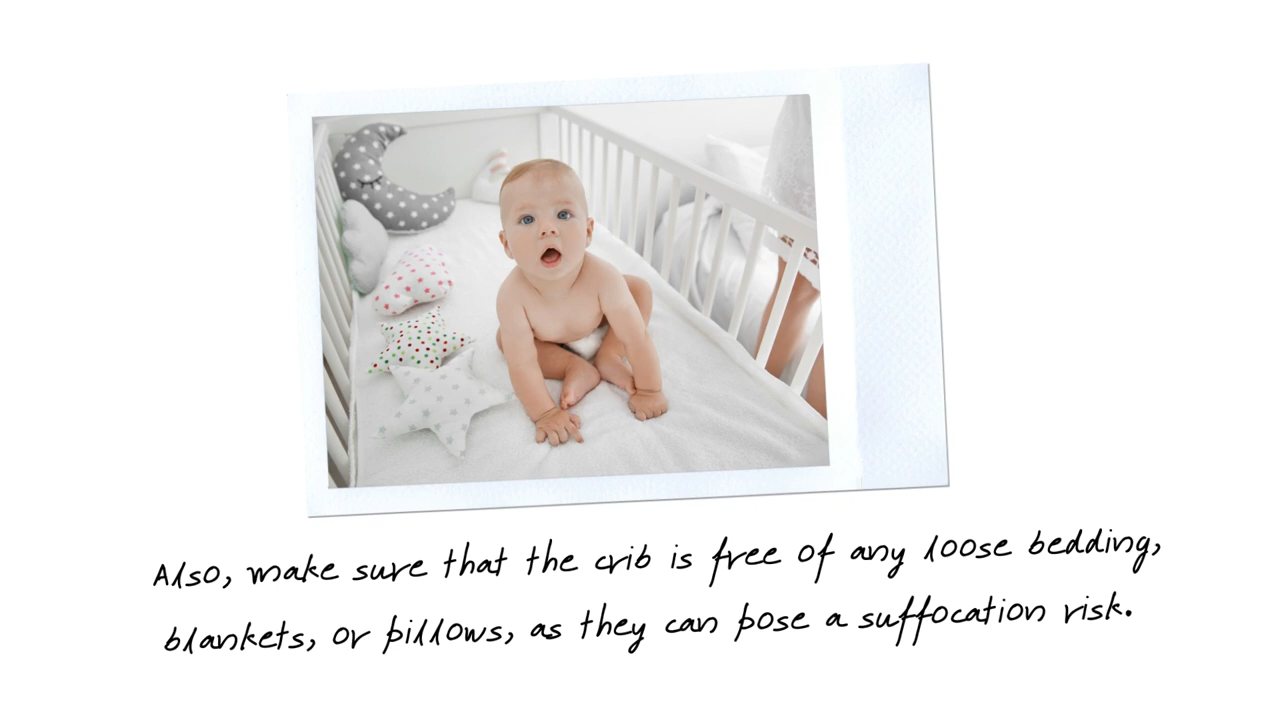 Also, make sure that the crib is free of any loose bedding,
blankets, or pillows, as they can pose a suffocation risk.